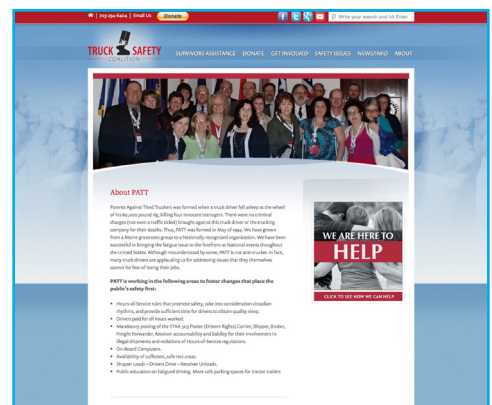 703-294-6404 | Email Us Donate
Write your search and hit Enter
TRUCK SAFETY
COALITION
SURVIVORS ASSISTANCE DONATE GET INVOLVED SAFETY ISSUES NEWS/INFO ABOUT
About PATT
Parents Against Tired Truckers was formed when a truck driver fell asleep at the wheel
of his 80,000 pound rig, killing four innocent teenagers. There were no criminal
charges (not even a traffic ticket) brought against this truck driver or the trucking
company for their deaths. Thus, PATT was formed in May of 1994. We have grown
from a Maine grassroots group to a Nationally recognized organization. We have been
successful in bringing the fatigue issue to the forefront at National events throughout
the United States. Although misunderstood by some, PATT is not anti-trucker. In fact,
many truck drivers are applauding us for addressing issues that they themselves
cannot for fear of losing their jobs.
PATT is working in the following areas to foster changes that place the
public's safety first:
Hours-of-Service rules that promote safety, take into consideration circadian
rhythms, and provide sufficient time for drivers to obtain quality sleep.
Drivers paid for all hours worked.
Mandatory posting of the STAA 505 Poster (Drivers Rights) Carrier, Shipper, Broker,
Freight Forwarder, Receiver accountability and liability for their involvement in
illegal shipments and violations of Hours-of-Service regulations.
On-Board Computers.
Availability of sufficient, safe rest areas.
Shipper Loads – Drivers Drive – Receiver Unloads.
Public education on fatigued driving. More safe parking spaces for tractor trailers
WE ARE HERE TO
HELP
CLICK TO SEE HOW WE CAN HELP